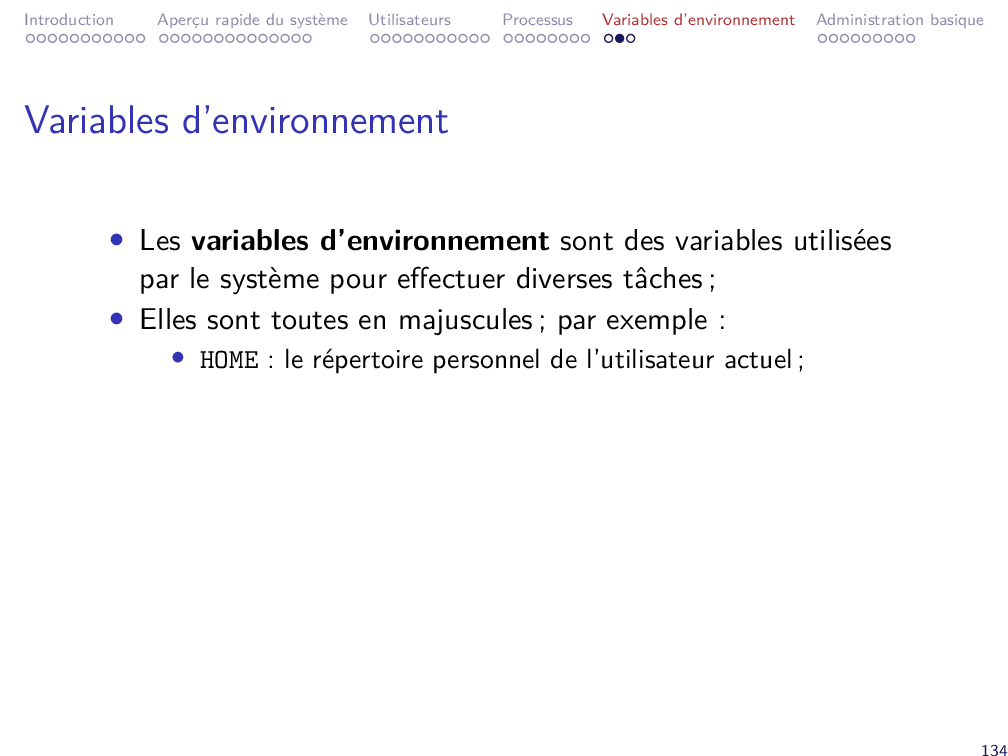 Introduction Aperçu rapide du système Utilisateurs Processus Variables d'environnement Administration basique
Variables d'environnement
• Les variables d'environnement sont des variables utilisées
par le système pour effectuer diverses tâches ;
• Elles sont toutes en majuscules ; par exemple :
• HOME : le répertoire personnel de l'utilisateur actuel ;
134